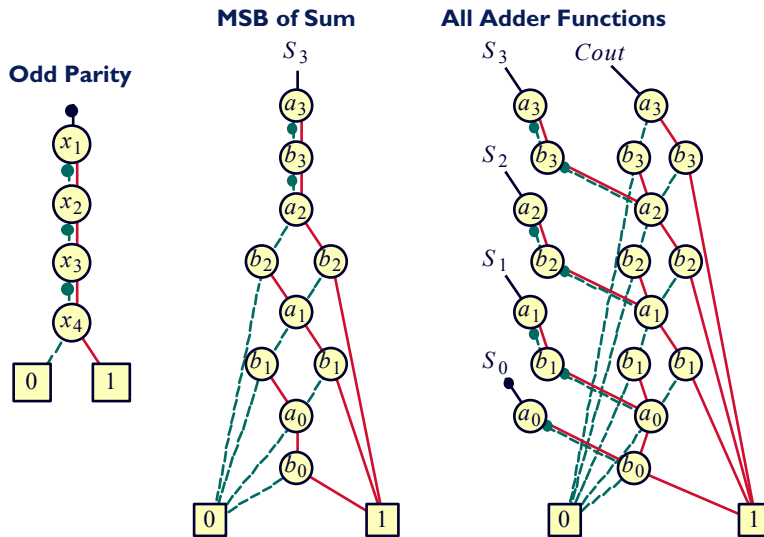 MSB of Sum
All Adder Functions
Odd Parity
S3
S3
Cout
x1
x2
x3
x4
0
1
a3
b3
a2
b2
b2
a1
b1
b1
a0
b0
0
1
a3
a3
b3
b3
b3
S2
a2
a2
b2
b2
b2
S1
a1
a1
b1
b1
b1
S0
a0
a0
b0
0
1